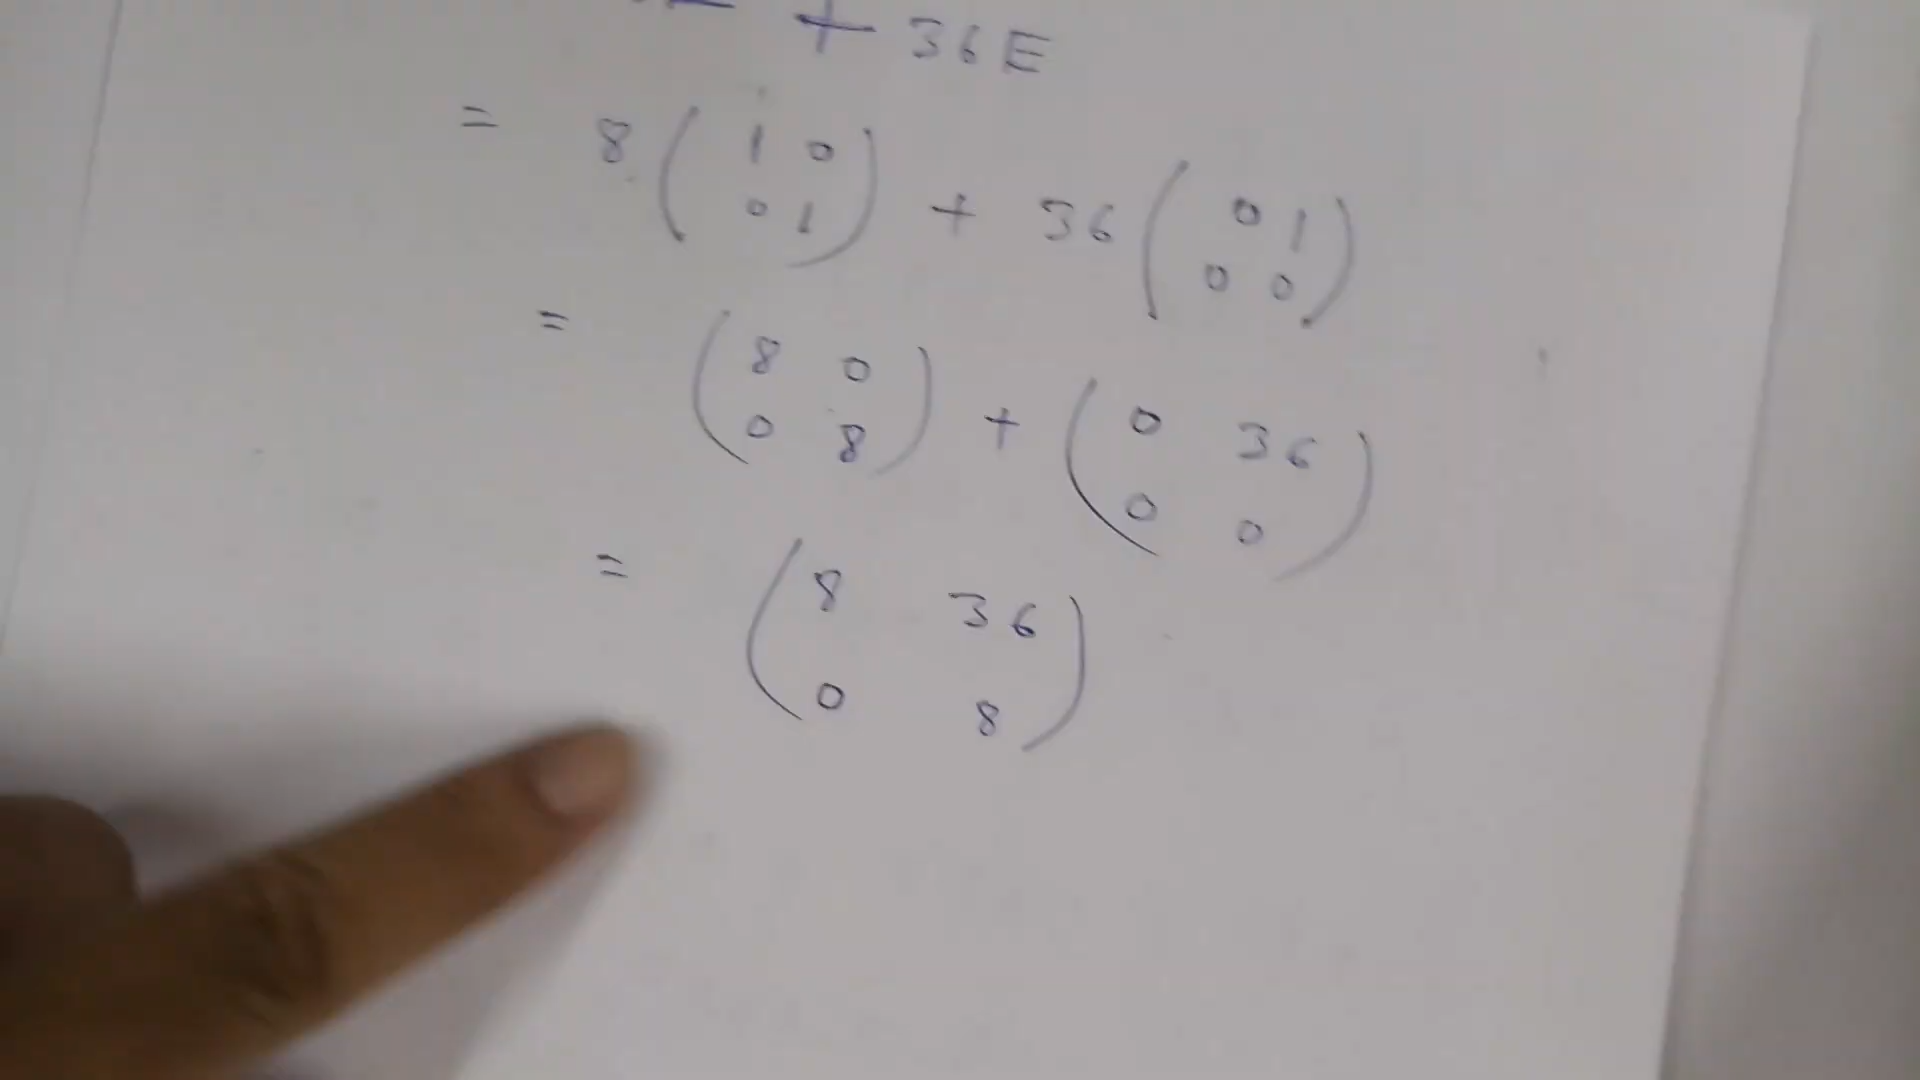 + 36E
= 8 ( 1 0 ) + 36 ( 0 1 )
0 1 0 0
= ( 8 0 ) + ( 0 36 )
0 8 0 0
= ( 8 36 )
0 8